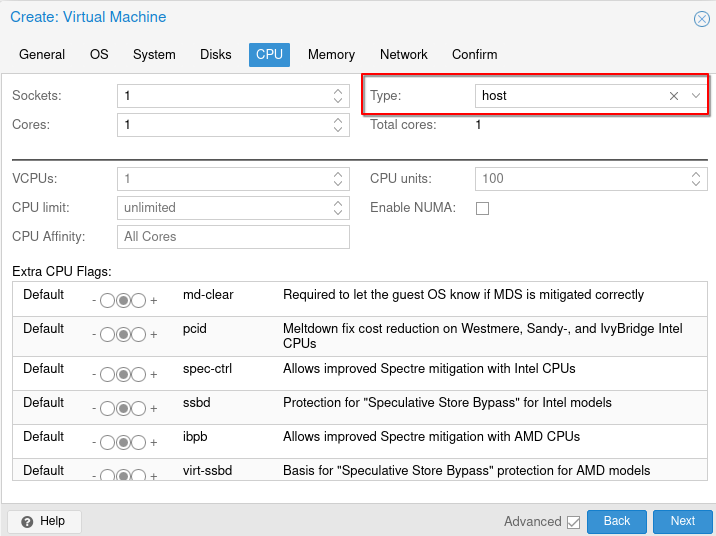 Create: Virtual Machine
General OS System Disks CPU Memory Network Confirm
Sockets: 1 Type: host
Cores: 1 Total cores: 1
VCPUs: 1 CPU units: 100
CPU limit: unlimited Enable NUMA:
CPU Affinity: All Cores
Extra CPU Flags:
Default - + md-clear Required to let the guest OS know if MDS is mitigated correctly
Default - + pcid Meltdown fix cost reduction on Westmere, Sandy-, and IvyBridge Intel
CPUs
Default - + spec-ctrl Allows improved Spectre mitigation with Intel CPUs
Default - + ssbd Protection for "Speculative Store Bypass" for Intel models
Default - + ibpb Allows improved Spectre mitigation with AMD CPUs
Default - + virt-ssbd Basis for "Speculative Store Bypass" protection for AMD models
? Help Advanced Back Next